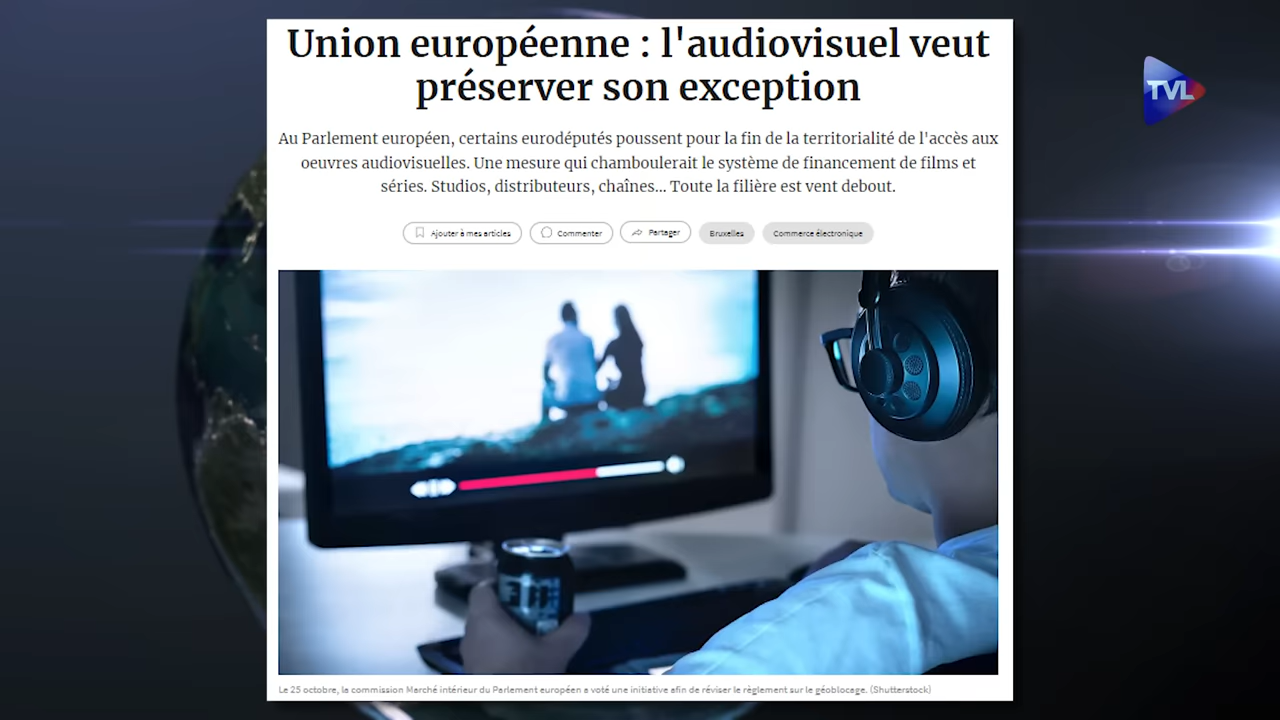 Union européenne : l'audiovisuel veut
préserver son exception
TVL
Au Parlement européen, certains eurodéputés poussent pour la fin de la territorialité de l'accès aux
oeuvres audiovisuelles. Une mesure qui chamboulerait le système de financement de films et
séries. Studios, distributeurs, chaînes... Toute la filière est vent debout.
Ajouter à mes articles Commenter Partager Bruxelles Commerce électronique
Le 25 octobre, la commission Marché intérieur du Parlement européen a voté une initiative afin de réviser le règlement sur le géoblocage. (Shutterstock)